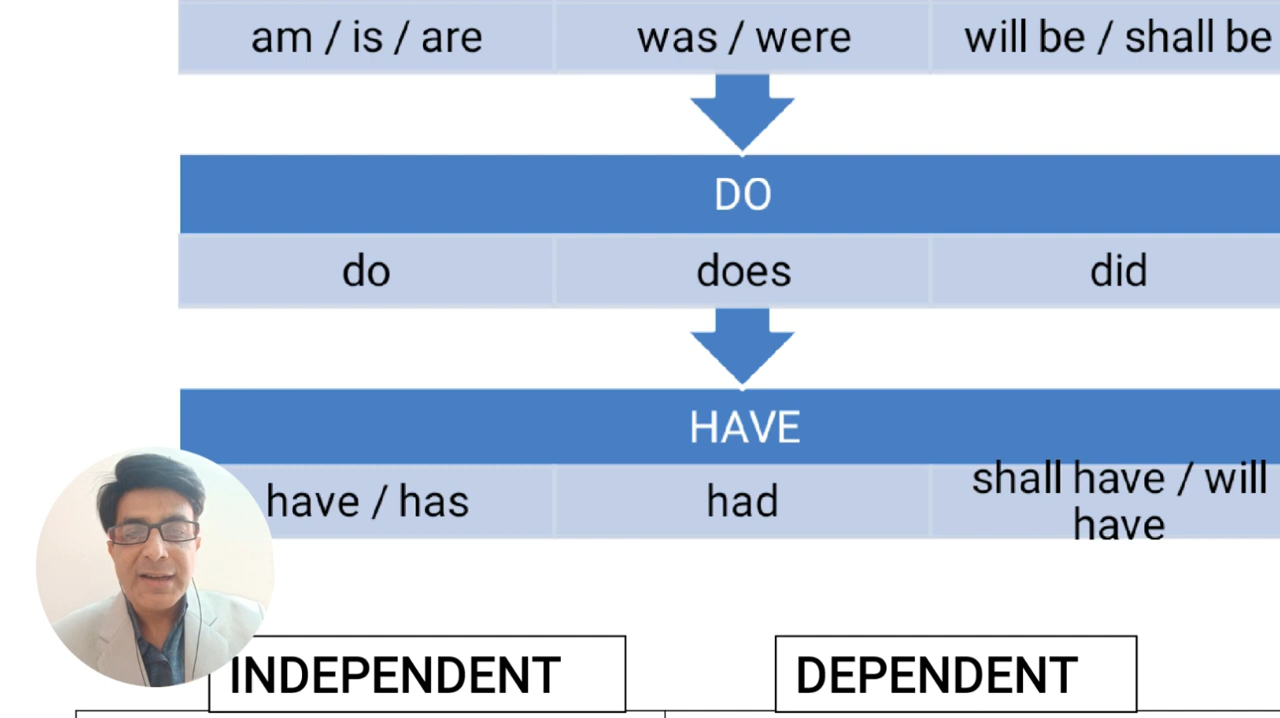 am / is / are
was / were
will be / shall be
DO
do
does
did
HAVE
have / has
had
shall have / will
have
INDEPENDENT
DEPENDENT